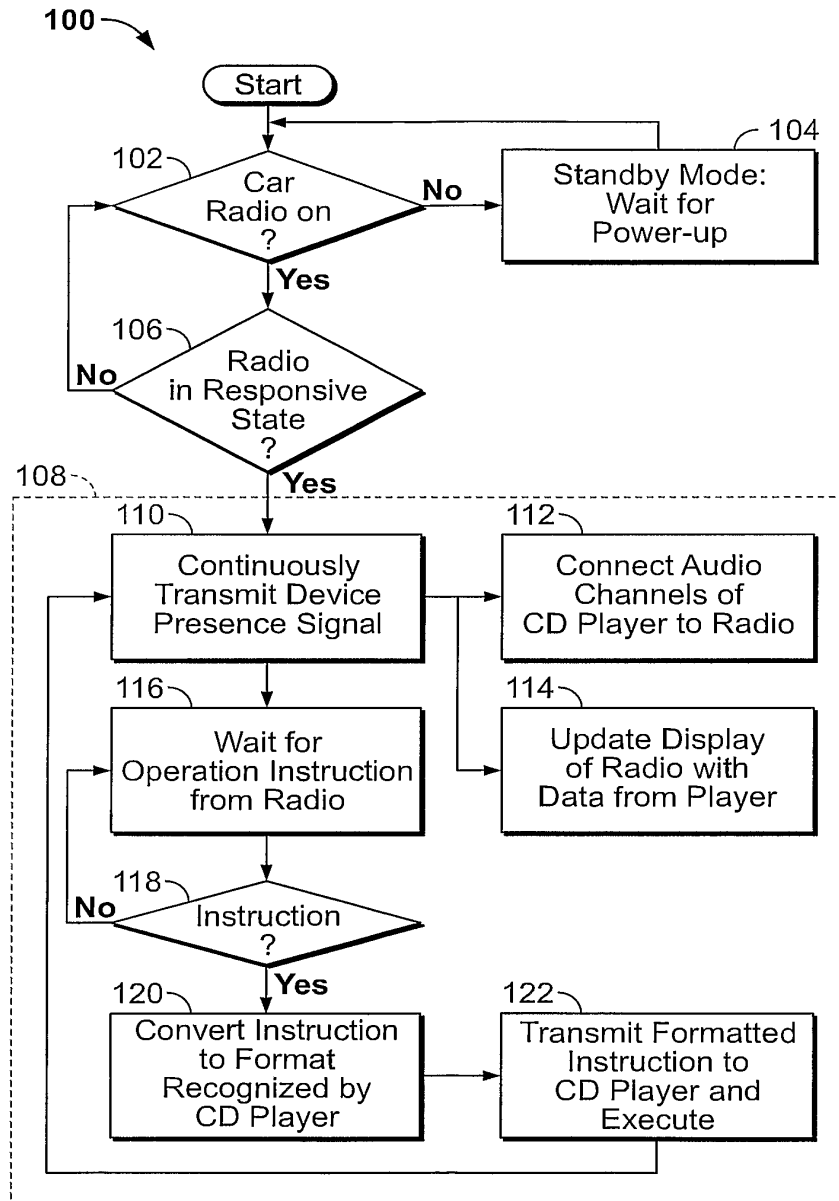 100
Start
104
102
Car
Radio on
?
No
Standby Mode:
Wait for
Power-up
Yes
106
Radio
in Responsive
State
?
No
108
Yes
110
Continuously
Transmit Device
Presence Signal
112
Connect Audio
Channels of
CD Player to Radio
116
Wait for
Operation Instruction
from Radio
114
Update Display
of Radio with
Data from Player
118
No
Instruction
?
Yes
120
Convert Instruction
to Format
Recognized by
CD Player
122
Transmit Formatted
Instruction to
CD Player and
Execute